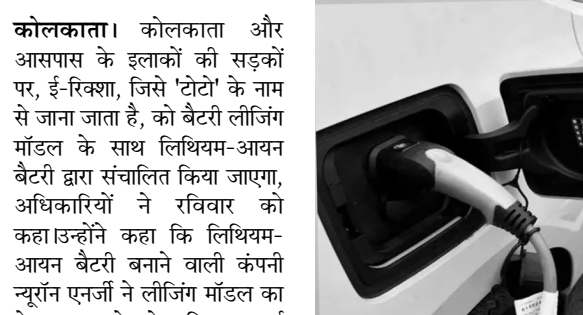 कोलकाता। कोलकाता और
आसपास के इलाकों की सड़कों
पर, ई-रिक्शा, जिसे 'टोटो' के नाम
से जाना जाता है, को बैटरी लीजिंग
मॉडल के साथ लिथियम-आयन
बैटरी द्वारा संचालित किया जाएगा,
अधिकारियों ने रविवार को
कहा।उन्होंने कहा कि लिथियम-
आयन बैटरी बनाने वाली कंपनी
न्यूरॉन एनर्जी ने लीजिंग मॉडल का